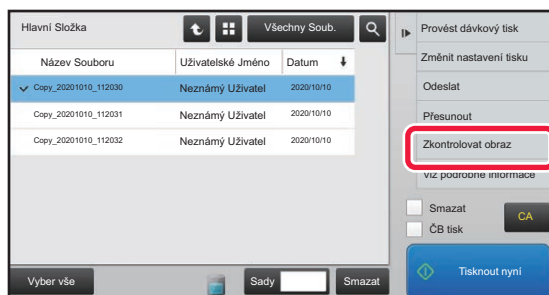 Hlavní Složka
Všechny Soub.
Název Souboru Uživatelské Jméno Datum
Copy_20201010_112030 Neznámý Uživatel 2020/10/10
Copy_20201010_112031 Neznámý Uživatel 2020/10/10
Copy_20201010_112032 Neznámý Uživatel 2020/10/10
Vyber vše
Sady
Smazat
Provést dávkový tisk
Změnit nastavení tisku
Odeslat
Přesunout
Zkontrolovat obraz
Viz podrobné informace
Smazat
ČB tisk
CA
Tisknout nyní